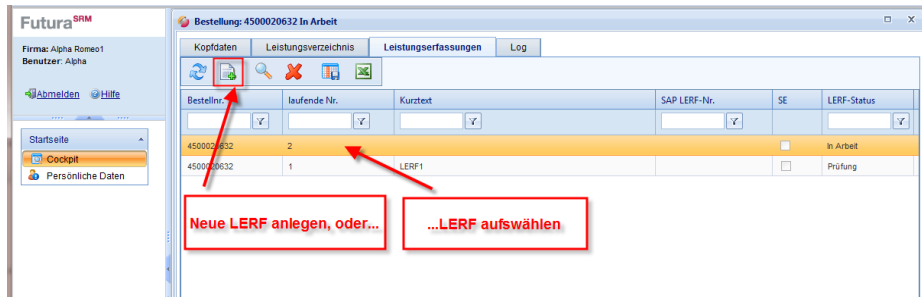 Futura SRM
Firma: Alpha Romeo1
Benutzer: Alpha
Abmelden Hilfe
Startseite
Cockpit
Persönliche Daten
Bestellung: 4500020632 In Arbeit
Kopfdaten Leistungsverzeichnis Leistungserfassungen Log
Bestellnr. laufende Nr. Kurztext SAP LERF-Nr. SE LERF-Status
4500020632 2 In Arbeit
4500020632 1 LERF1 Prüfung
Neue LERF anlegen, oder... ...LERF aufswählen